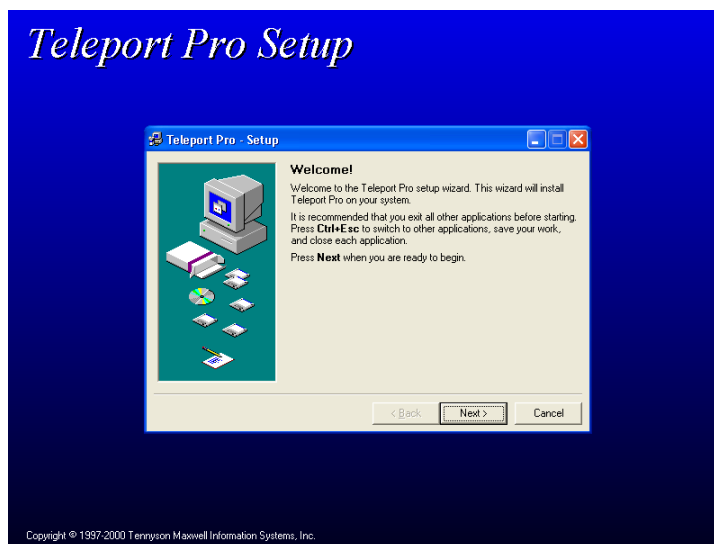 Teleport Pro Setup
Teleport Pro - Setup
Welcome!
Welcome to the Teleport Pro setup wizard. This wizard will install
Teleport Pro on your system.
It is recommended that you exit all other applications before starting.
Press Ctrl+Esc to switch to other applications, save your work,
and close each application.
Press Next when you are ready to begin.
< Back
Next >
Cancel
Copyright © 1997-2000 Tennyson Maxwell Information Systems, Inc.